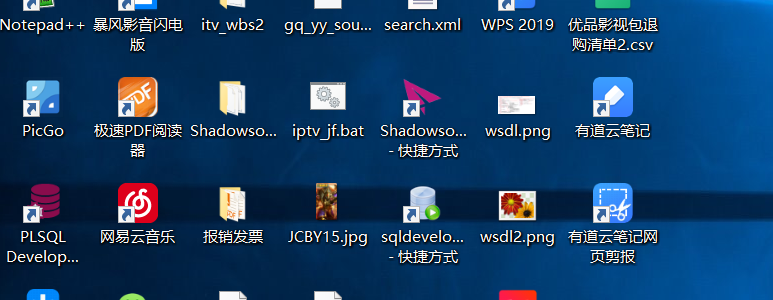 Notepad++ 暴风影音闪电 itv_wbs2 gq_yy_sou... search.xml WPS 2019 优品影视包退
版 购清单2.csv
PicGo 极速PDF阅读 Shadowso... iptv_jf.bat Shadowso... wsdl.png 有道云笔记
器 - 快捷方式
PLSQL 网易云音乐 报销发票 JCBY15.jpg sqldevelo... wsdl2.png 有道云笔记网
Develop... - 快捷方式 页剪报